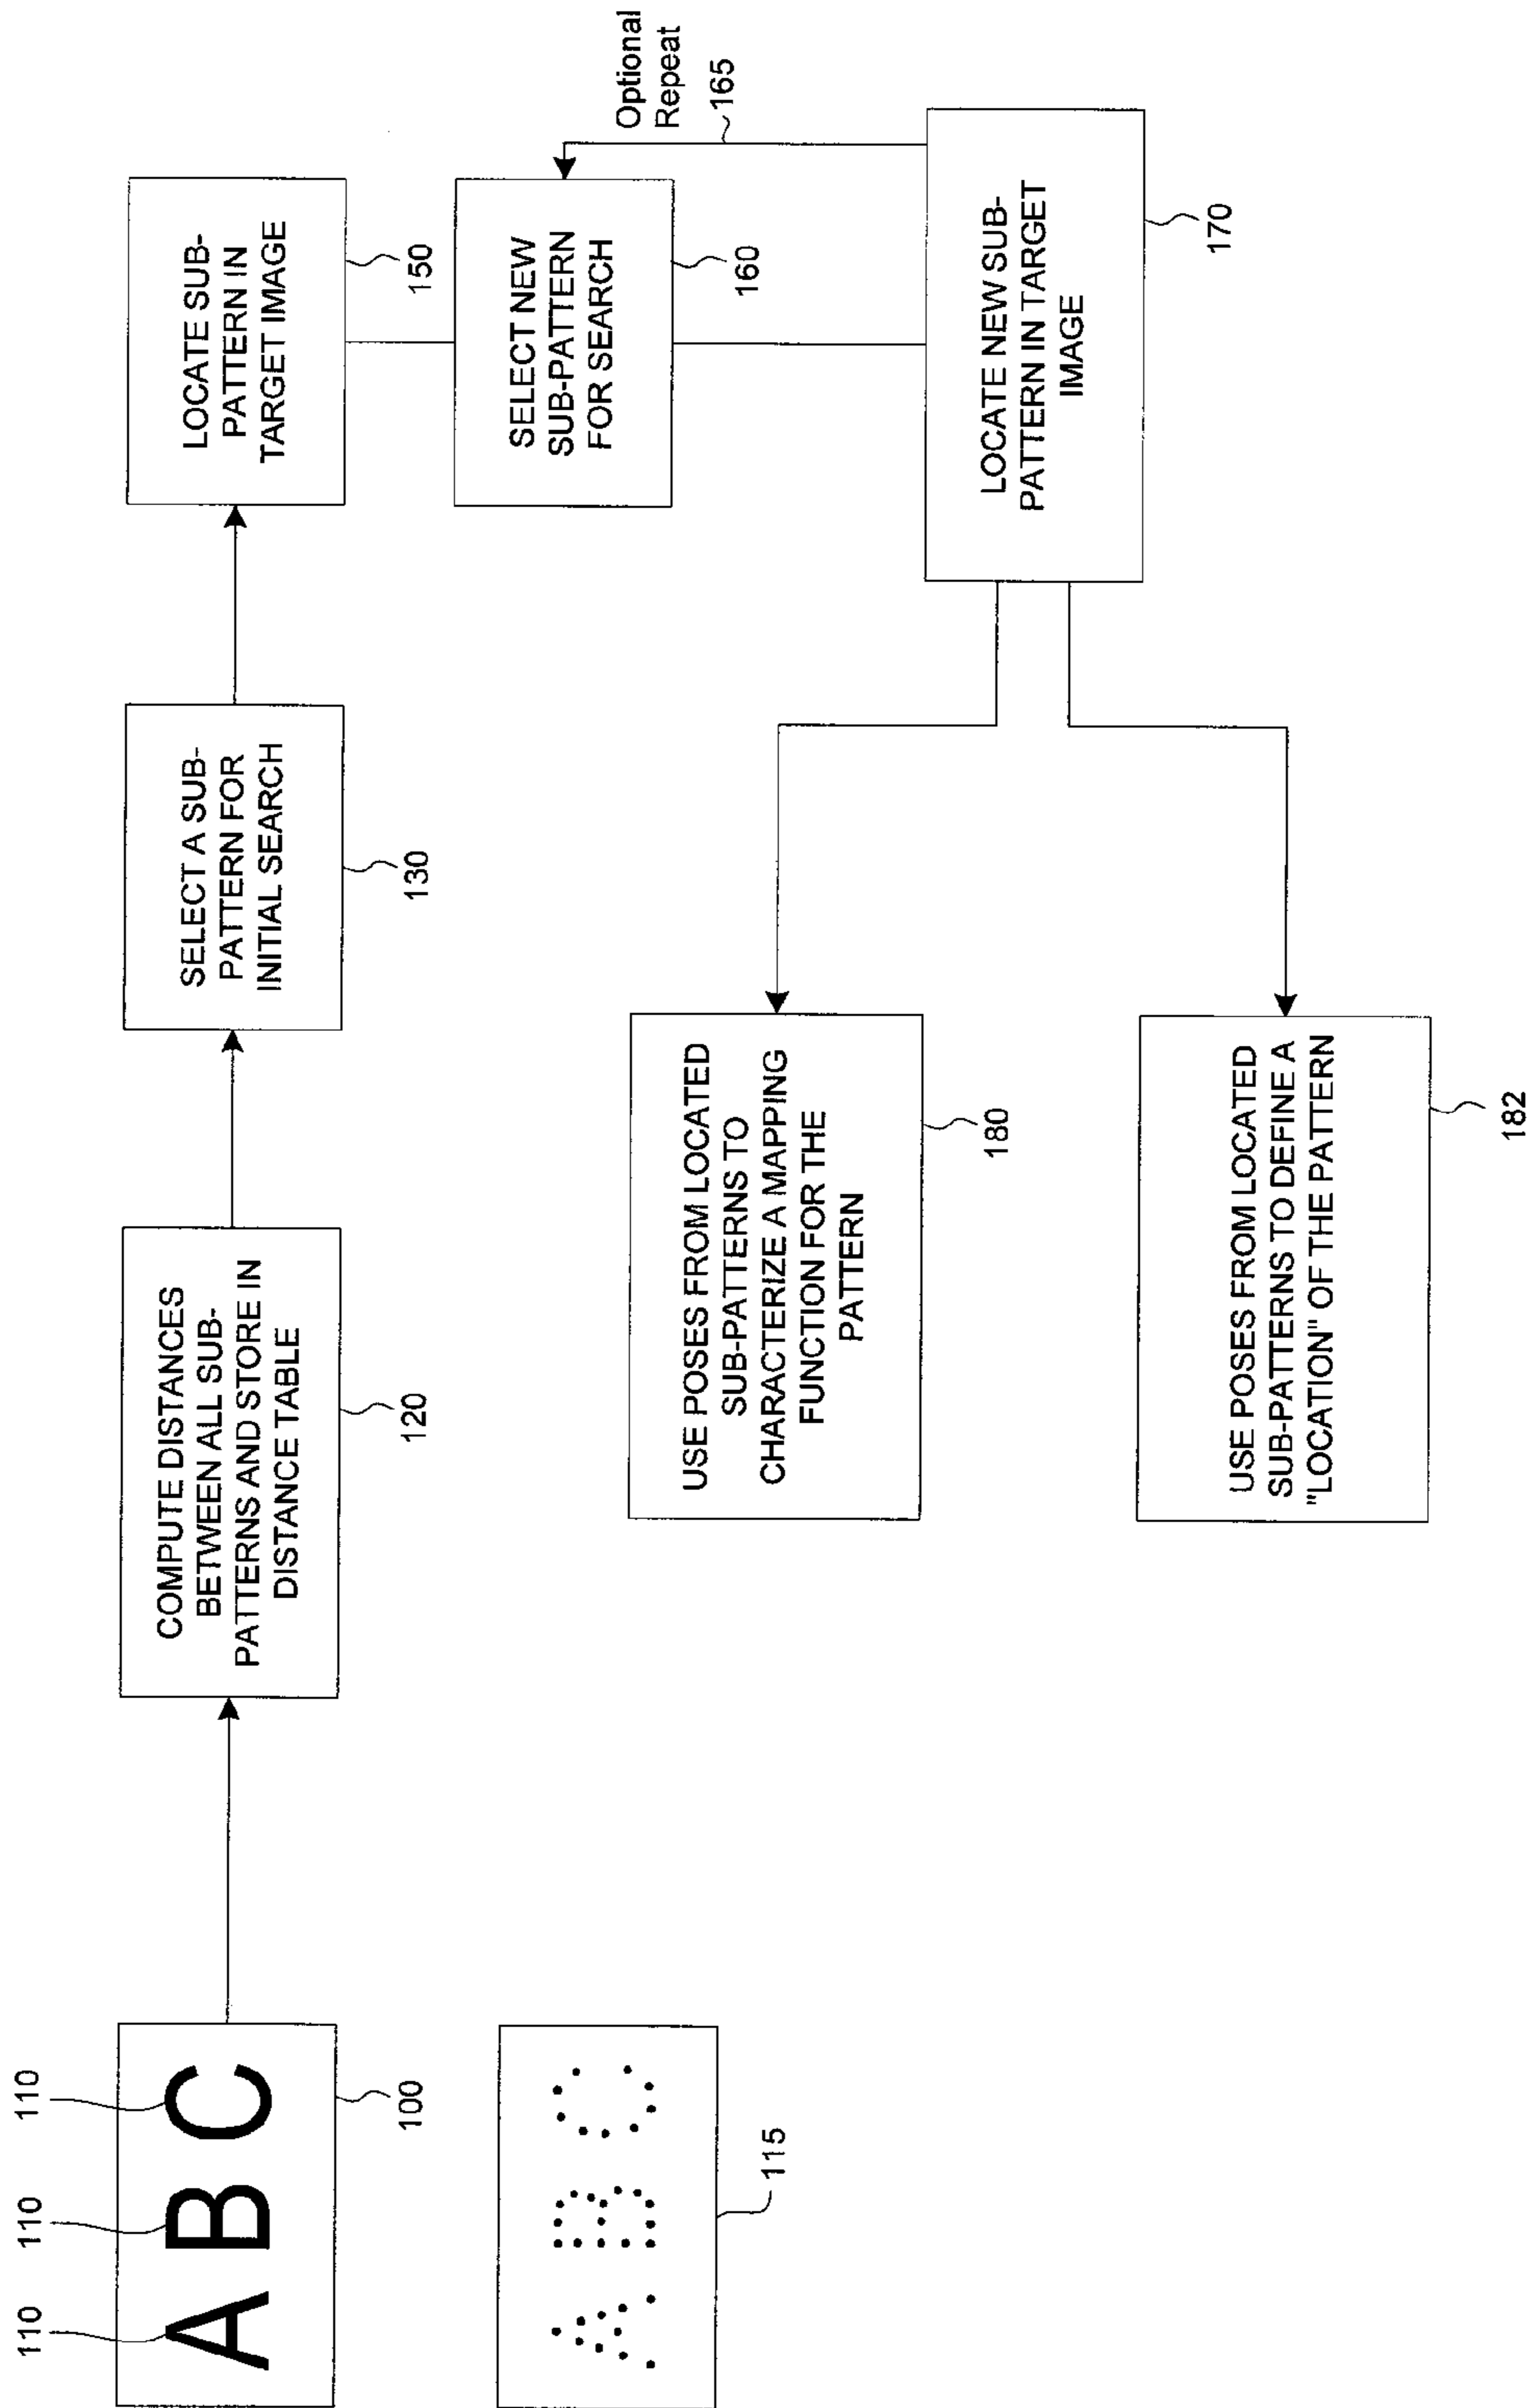 110
110
110
A B C
100
A B C
115
COMPUTE DISTANCES
BETWEEN ALL SUB-
PATTERNS AND STORE IN
DISTANCE TABLE
120
SELECT A SUB-
PATTERN FOR
INITIAL SEARCH
130
LOCATE SUB-
PATTERN IN
TARGET IMAGE
150
SELECT NEW
SUB-PATTERN
FOR SEARCH
160
Optional
Repeat
165
LOCATE NEW SUB-
PATTERN IN TARGET
IMAGE
170
USE POSES FROM LOCATED
SUB-PATTERNS TO
CHARACTERIZE A MAPPING
FUNCTION FOR THE
PATTERN
180
USE POSES FROM LOCATED
SUB-PATTERNS TO DEFINE A
"LOCATION" OF THE PATTERN
182